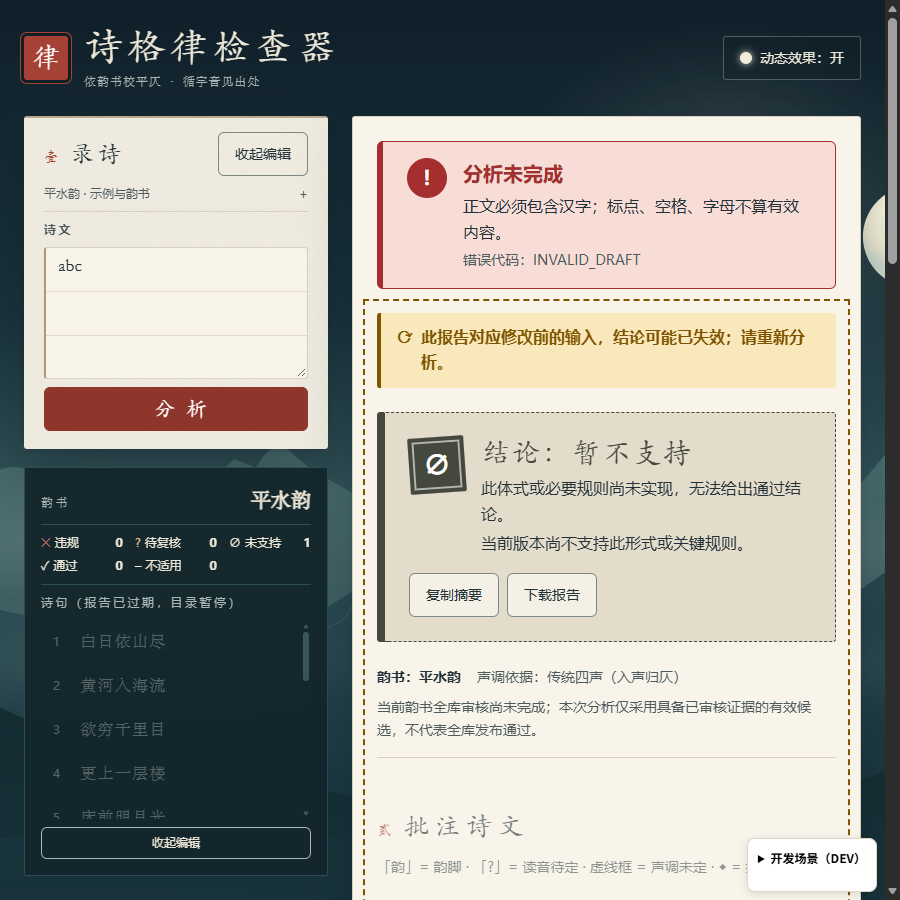 律
诗格律检查器
依韵书校平仄 · 循字音见出处
动态效果：开
壹 录诗
收起编辑
平水韵 · 示例与韵书 +
诗文
abc
分析
韵书 平水韵
× 违规 0 ? 待复核 0 ∅ 未支持 1
✓ 通过 0 – 不适用 0
诗句（报告已过期，目录暂停）
1 白日依山尽
2 黄河入海流
3 欲穷千里目
4 更上一层楼
5 床前明月光
收起编辑
! 分析未完成
正文必须包含汉字；标点、空格、字母不算有效
内容。
错误代码：INVALID_DRAFT
⟳ 此报告对应修改前的输入，结论可能已失效；请重新分
析。
∅ 结论：暂不支持
此体式或必要规则尚未实现，无法给出通过结
论。
当前版本尚不支持此形式或关键规则。
复制摘要 下载报告
韵书：平水韵 声调依据：传统四声（入声归仄）
当前韵书全库审核尚未完成；本次分析仅采用具备已审核证据的有效候
选，不代表全库发布通过。
贰 批注诗文
「韵」= 韵脚 · 「?」= 读音待定 · 虚线框 = 声调未定 · ⬥ =
▶ 开发场景（DEV）